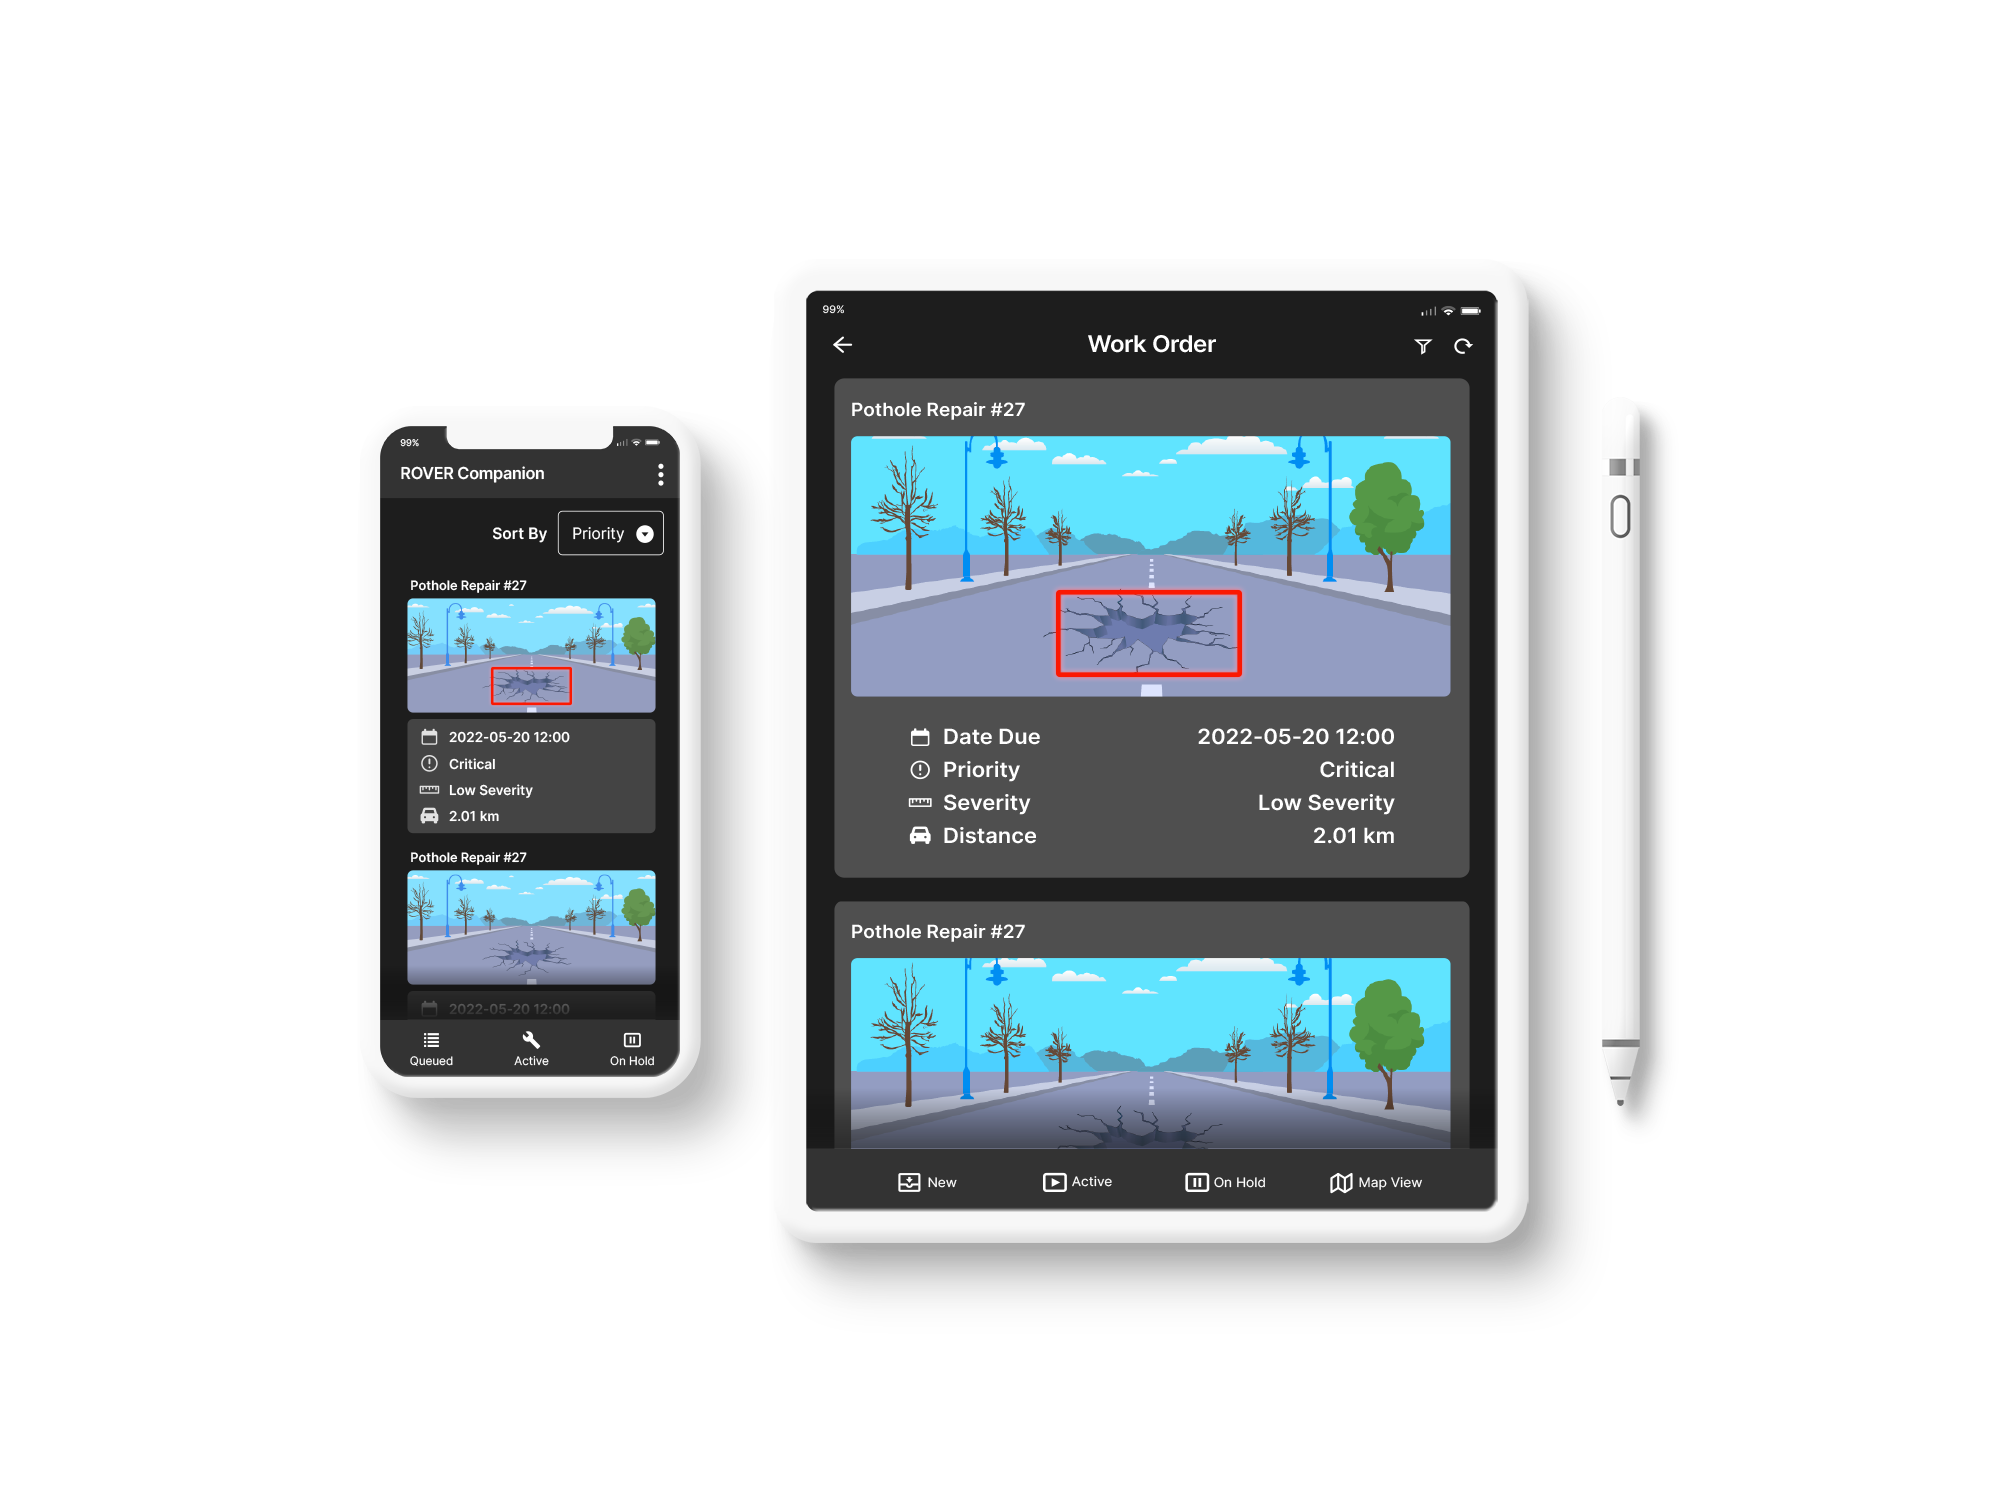 99%
ROVER Companion
Sort By Priority
Pothole Repair #27
2022-05-20 12:00
Critical
Low Severity
2.01 km
Pothole Repair #27
2022-05-20 12:00
Queued Active On Hold
99%
Work Order
Pothole Repair #27
Date Due 2022-05-20 12:00
Priority Critical
Severity Low Severity
Distance 2.01 km
Pothole Repair #27
New Active On Hold Map View